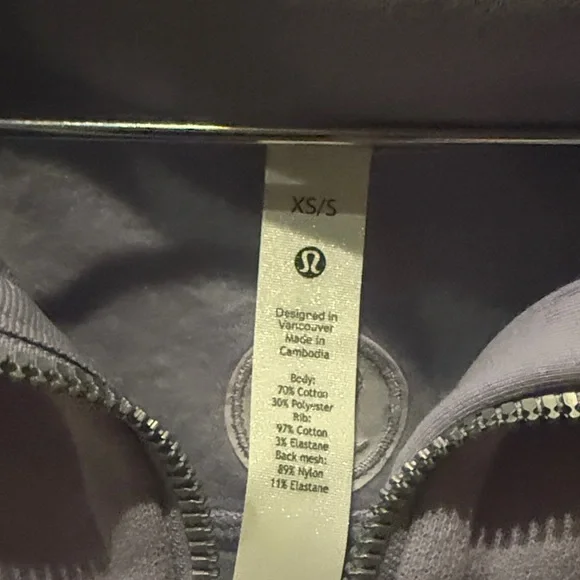 XS/S
Designed in
Vancouver
Made in
Cambodia
Body:
70% Cotton
30% Polyester
Rib:
97% Cotton
3% Elastane
Back mesh:
89% Nylon
11% Elastane